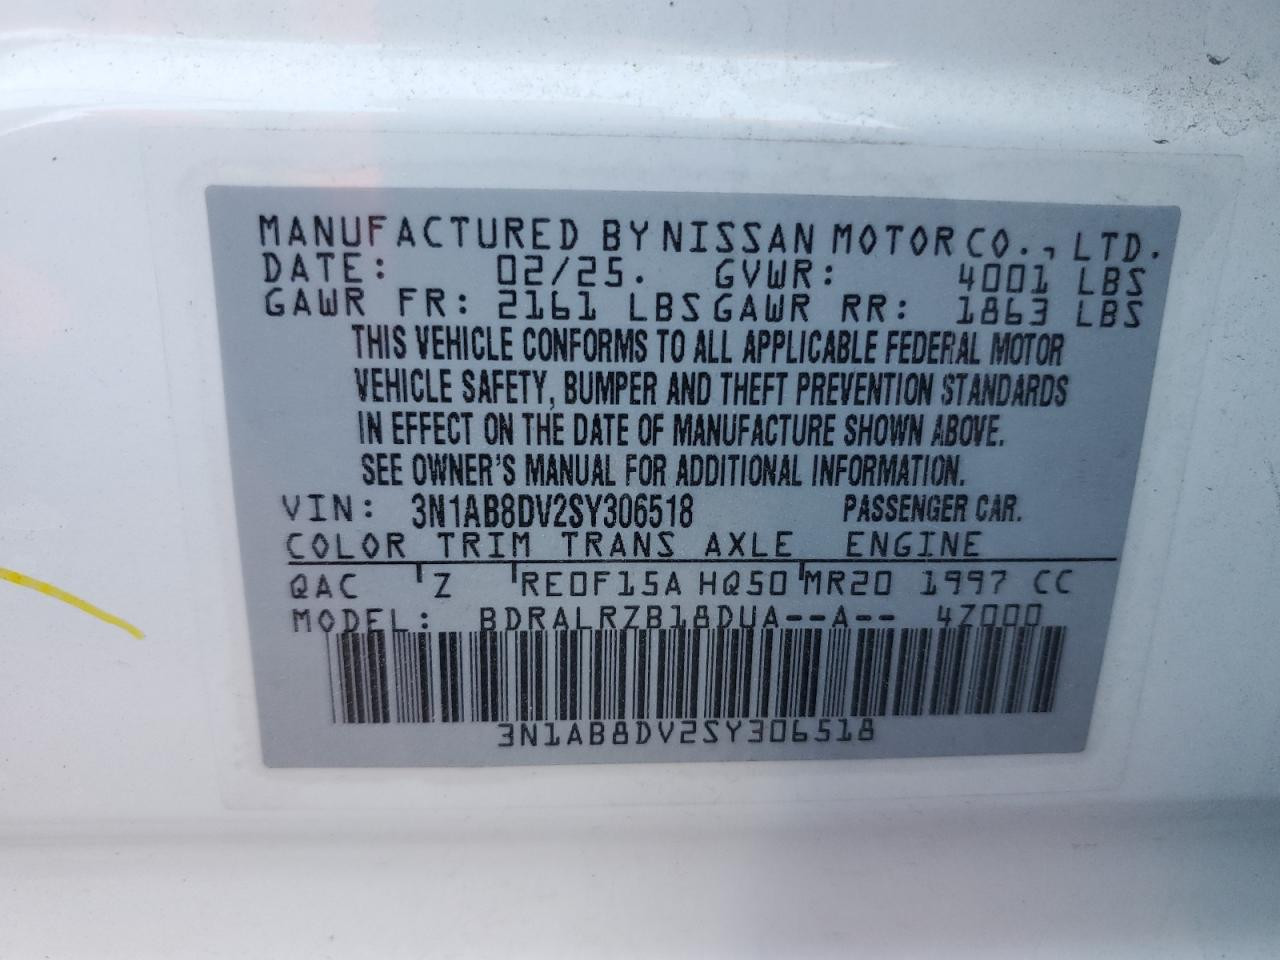 MANUFACTURED BY NISSAN MOTOR CO., LTD.
DATE: 02/25. GVWR: 4001 LBS
GAWR FR: 2161 LBS GAWR RR: 1863 LBS
THIS VEHICLE CONFORMS TO ALL APPLICABLE FEDERAL MOTOR
VEHICLE SAFETY, BUMPER AND THEFT PREVENTION STANDARDS
IN EFFECT ON THE DATE OF MANUFACTURE SHOWN ABOVE.
SEE OWNER'S MANUAL FOR ADDITIONAL INFORMATION.
VIN: 3N1AB8DV2SY306518 PASSENGER CAR.
COLOR TRIM TRANS AXLE ENGINE
QAC Z RE0F15A HQ50 MR20 1997 CC
MODEL: BDRALRZB18DUA--A-- 4Z000
3N1AB8DV2SY306518